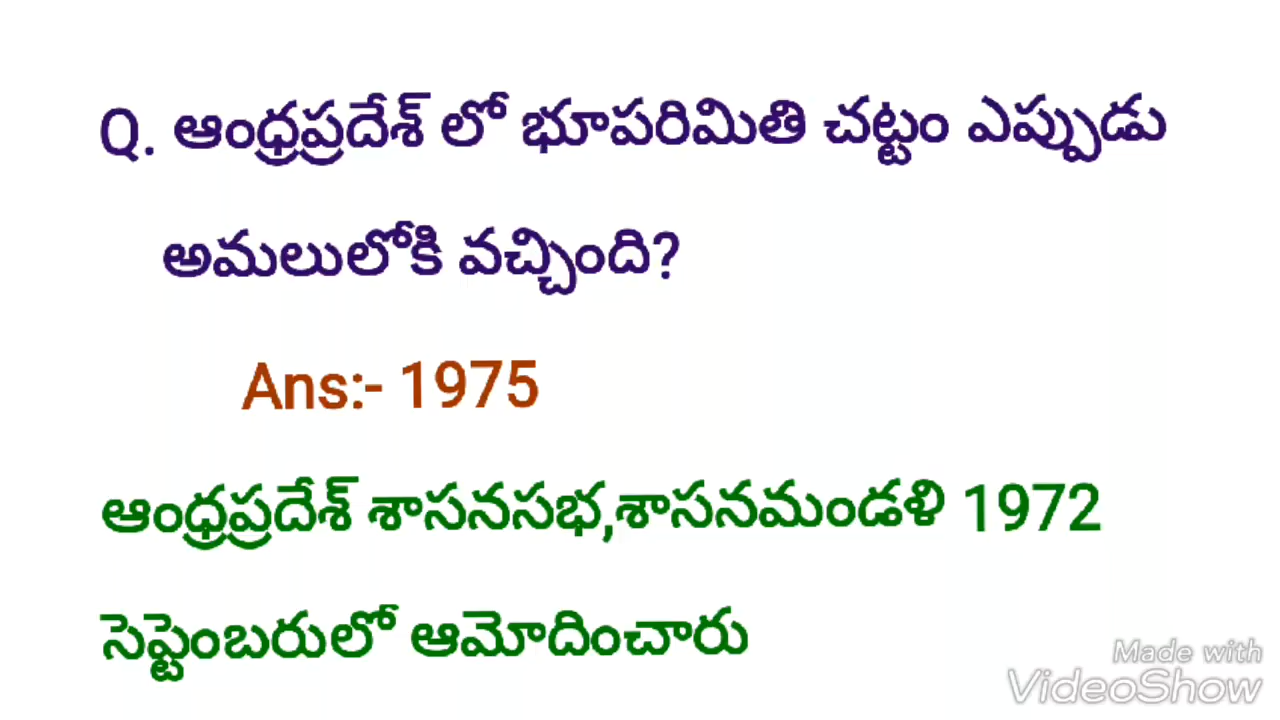 Q. ఆంధ్రప్రదేశ్ లో భూపరిమితి చట్టం ఎప్పుడు
అమలులోకి వచ్చింది?
Ans:- 1975
ఆంధ్రప్రదేశ్ శాసనసభ,శాసనమండళి 1972
సెప్టెంబరులో ఆమోదించారు
Made with
VideoShow